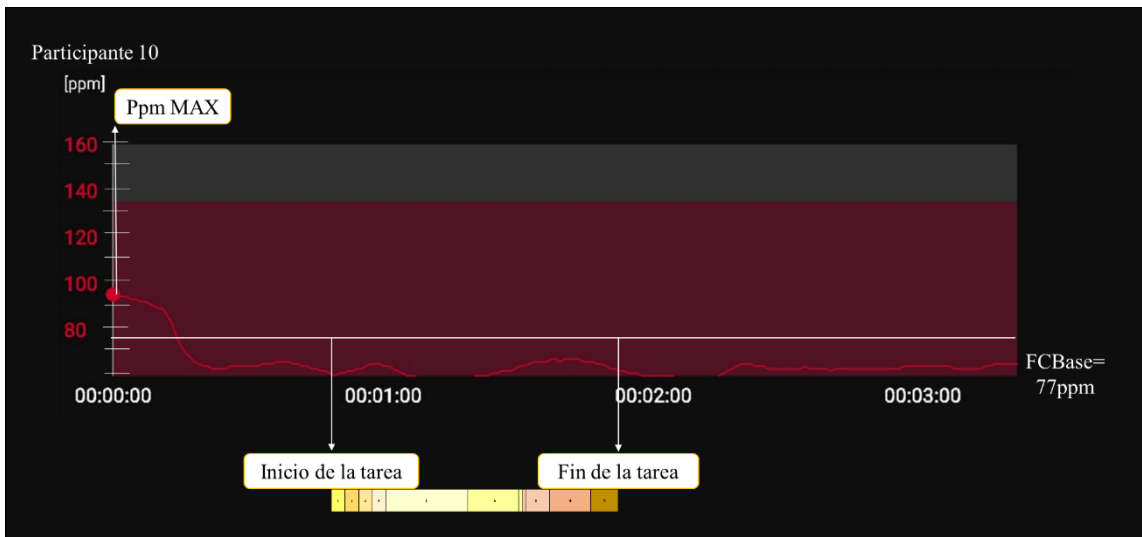 Participante 10
[ppm]
Ppm MAX
160
140
120
100
80
FCBase=
77ppm
00:00:00 00:01:00 00:02:00 00:03:00
Inicio de la tarea Fin de la tarea